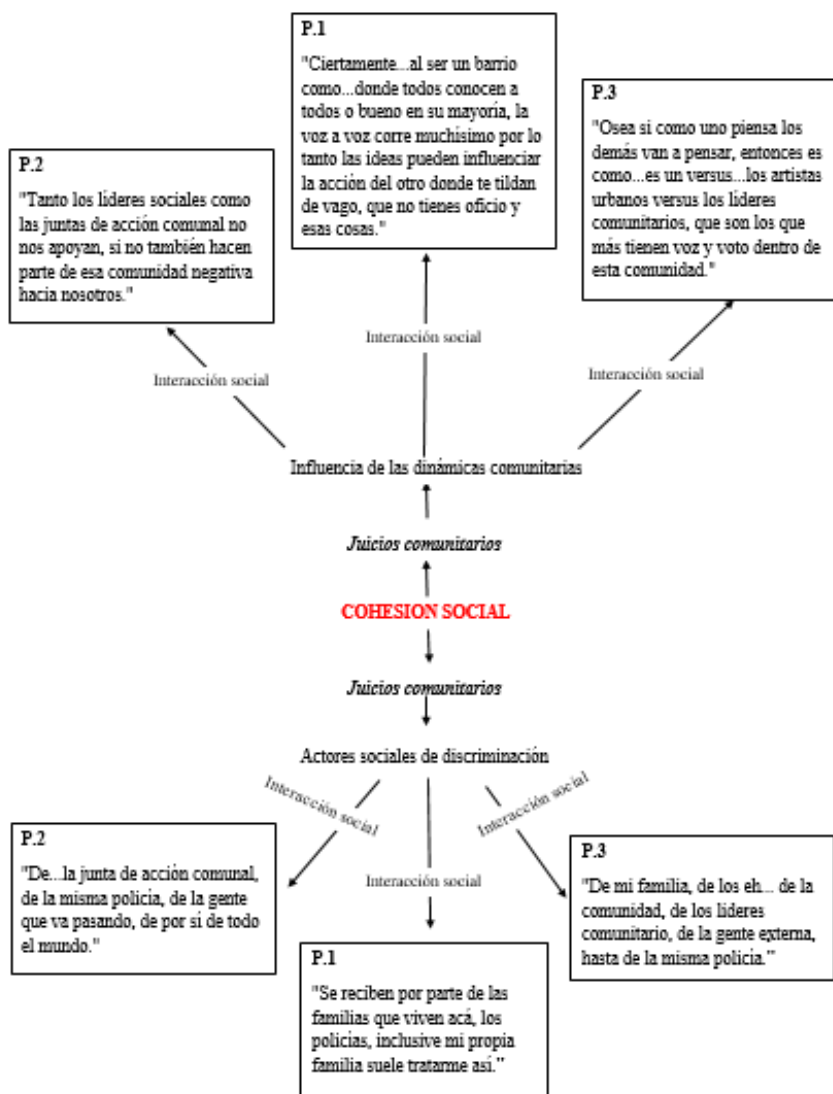 P.1
"Ciertamente...al ser un barrio
como...donde todos conocen a
todos o bueno en su mayoría, la
voz a voz corre muchísimo por lo
tanto las ideas pueden influenciar
la acción del otro donde te tildan
de vago, que no tienes oficio y
esas cosas."
P.3
"Osea si como uno piensa los
demás van a pensar, entonces es
como...es un versus...los artistas
urbanos versus los líderes
comunitarios, que son los que
más tienen voz y voto dentro de
esta comunidad."
P.2
"Tanto los líderes sociales como
las juntas de acción comunal no
nos apoyan, si no también hacen
parte de esa comunidad negativa
hacia nosotros."
Interacción social
Interacción social
Interacción social
Influencia de las dinámicas comunitarias
Juicios comunitarios
COHESION SOCIAL
Juicios comunitarios
Actores sociales de discriminación
Interacción social
Interacción social
Interacción social
P.2
"De...la junta de acción comunal,
de la misma policía, de la gente
que va pasando, de por si de todo
el mundo."
P.3
"De mi familia, de los eh... de la
comunidad, de los lideres
comunitario, de la gente externa,
hasta de la misma policía."
P.1
"Se reciben por parte de las
familias que viven acá, los
policías, inclusive mi propia
familia suele tratarme así."